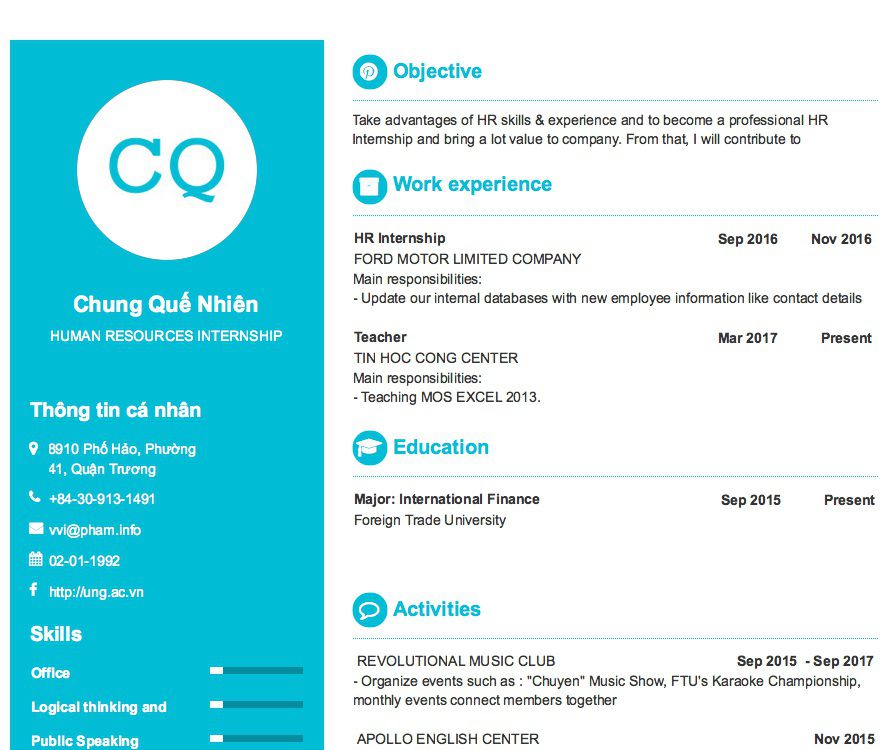 CQ
Chung Quế Nhiên
HUMAN RESOURCES INTERNSHIP
Thông tin cá nhân
8910 Phố Hảo, Phường
41, Quận Trương
+84-30-913-1491
vvi@pham.info
02-01-1992
http://ung.ac.vn
Skills
Office
Logical thinking and
Public Speaking
Objective
Take advantages of HR skills & experience and to become a professional HR
Internship and bring a lot value to company. From that, I will contribute to
Work experience
HR Internship Sep 2016 Nov 2016
FORD MOTOR LIMITED COMPANY
Main responsibilities:
- Update our internal databases with new employee information like contact details
Teacher Mar 2017 Present
TIN HOC CONG CENTER
Main responsibilities:
- Teaching MOS EXCEL 2013.
Education
Major: International Finance Sep 2015 Present
Foreign Trade University
Activities
REVOLUTIONAL MUSIC CLUB Sep 2015 - Sep 2017
- Organize events such as : "Chuyen" Music Show, FTU's Karaoke Championship,
monthly events connect members together
APOLLO ENGLISH CENTER Nov 2015